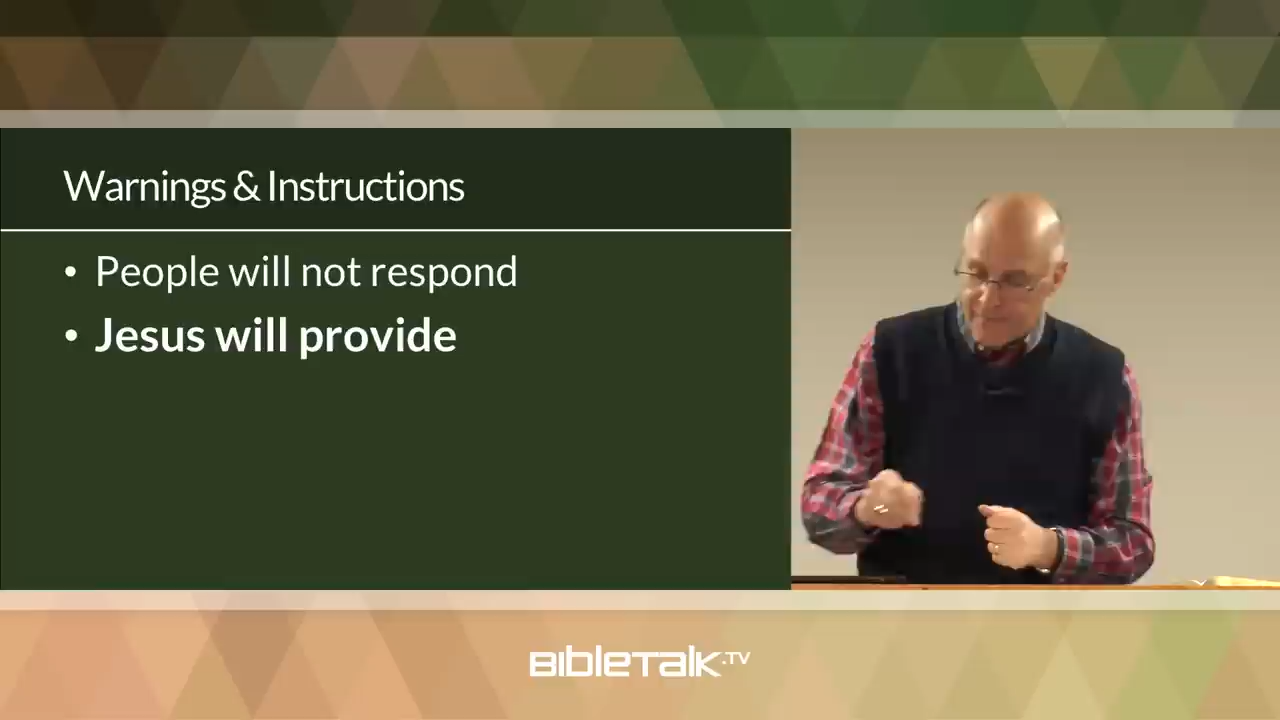 Warnings & Instructions
• People will not respond
• Jesus will provide
BIBLETALK.TV